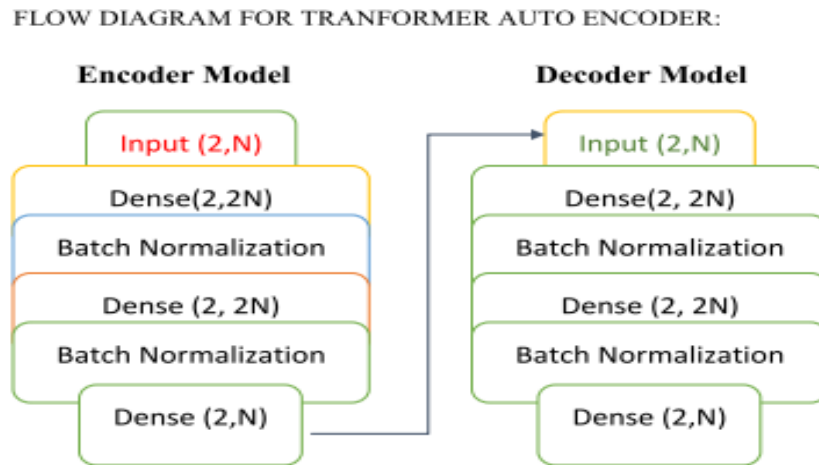 FLOW DIAGRAM FOR TRANFORMER AUTO ENCODER:
Encoder Model
Input (2,N)
Dense(2,2N)
Batch Normalization
Dense (2, 2N)
Batch Normalization
Dense (2,N)
Decoder Model
Input (2,N)
Dense(2, 2N)
Batch Normalization
Dense (2, 2N)
Batch Normalization
Dense (2,N)